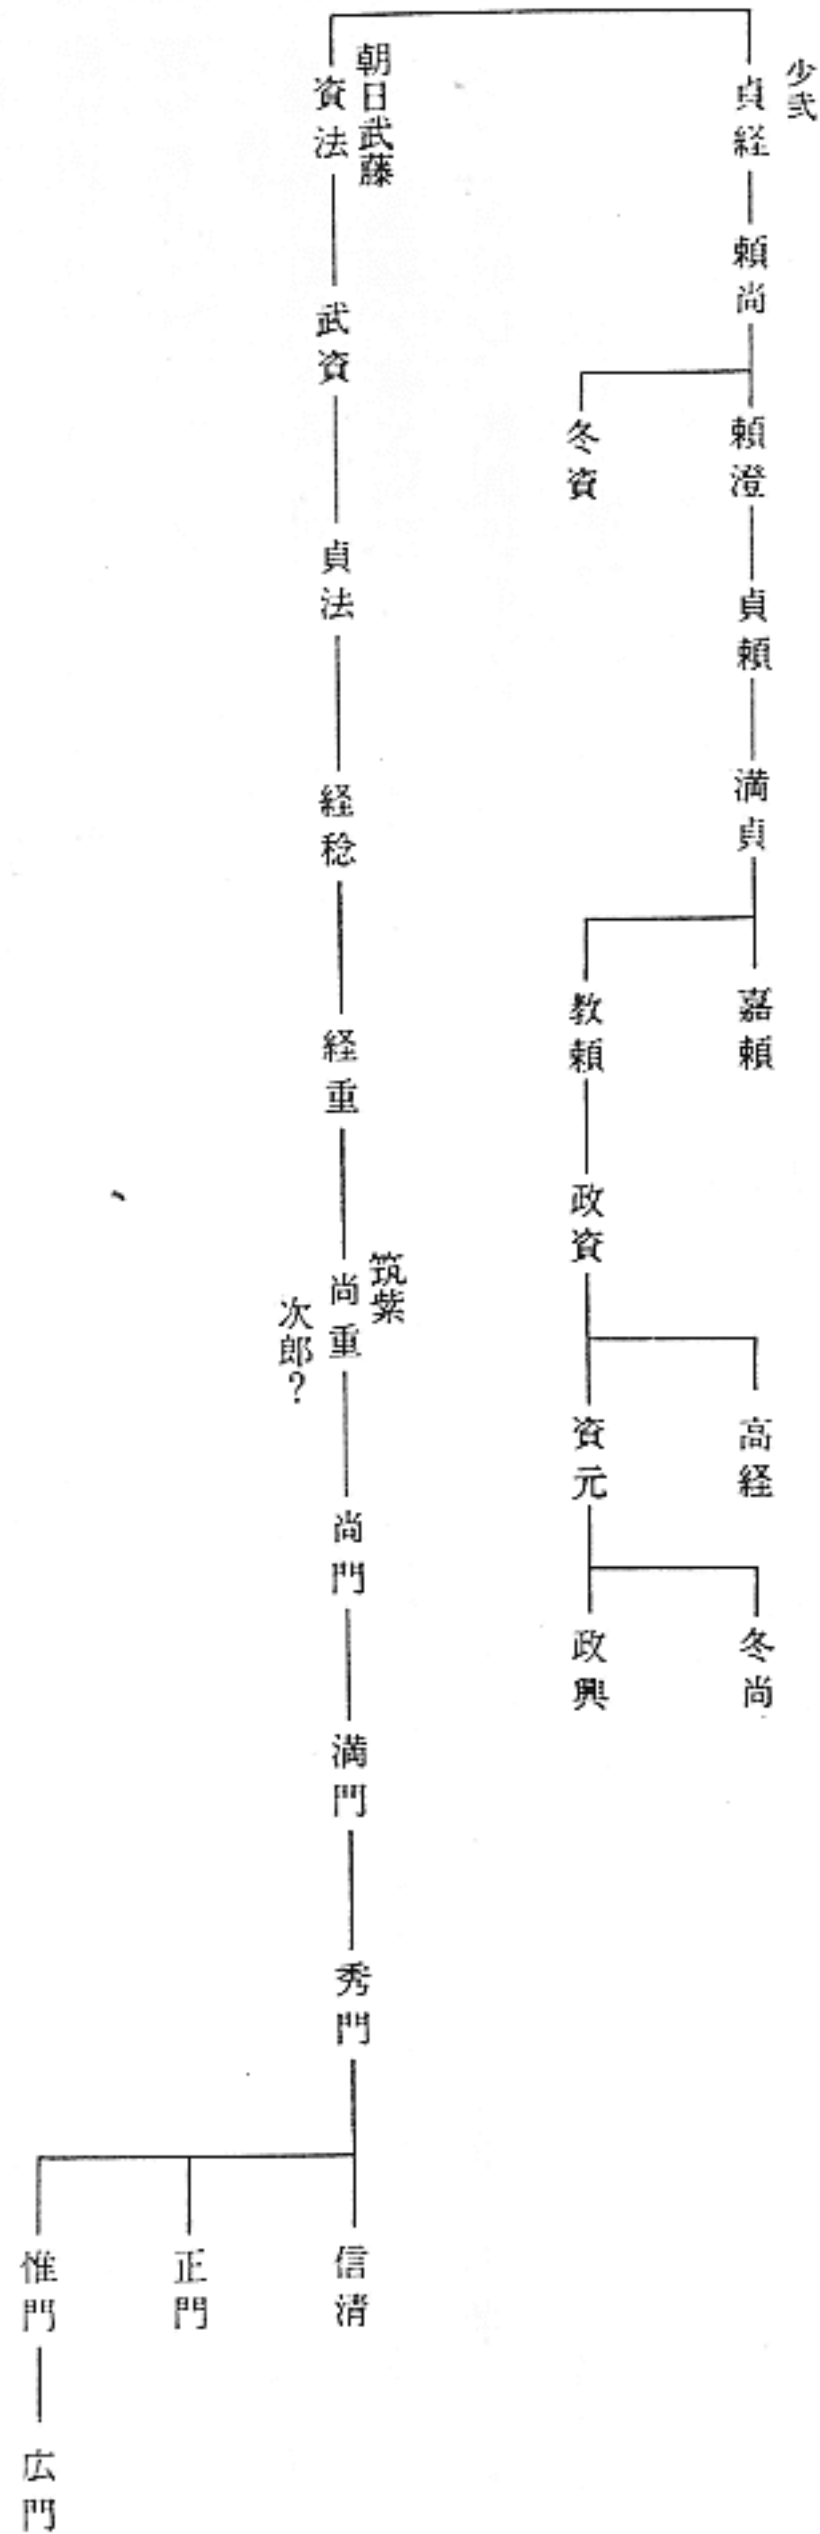 少弐
貞経
頼尚
頼澄
冬資
貞頼
満貞
嘉頼
教頼
政資
高経
資元
冬尚
政興
朝日武藤
資法
武資
貞法
経稔
経重
筑紫
尚重
次郎?
尚門
満門
秀門
信清
正門
惟門
広門